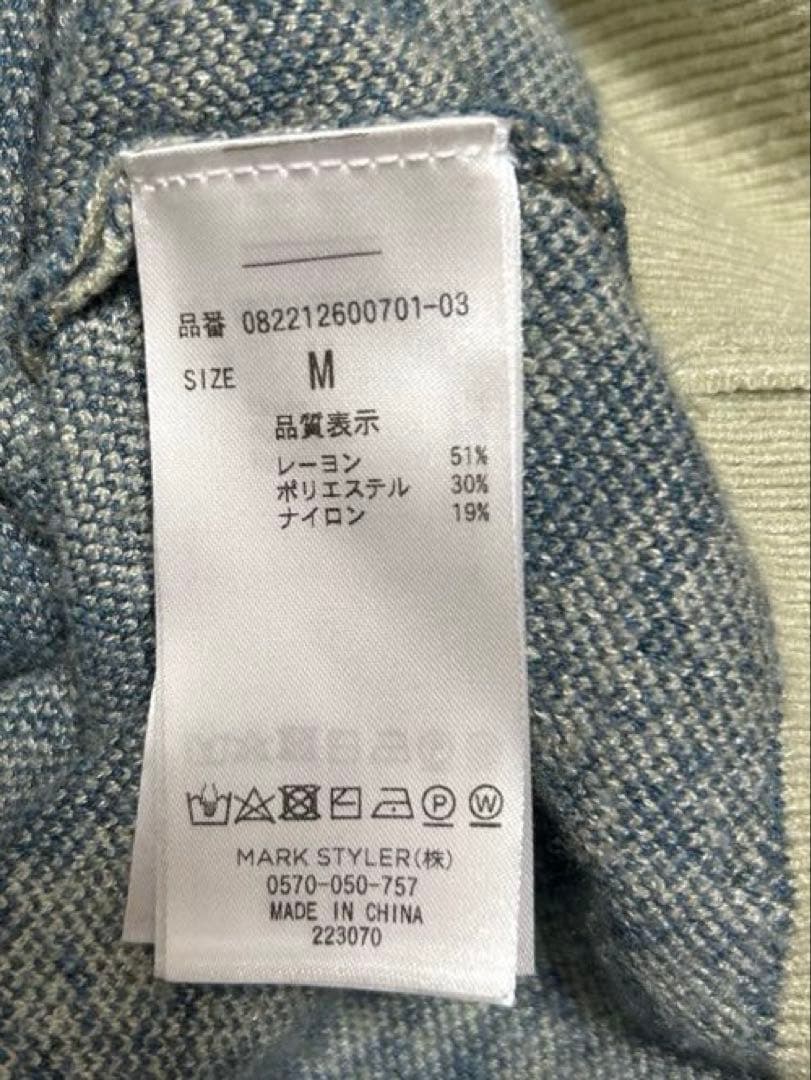 品番 082212600701-03
SIZE M
品質表示
レーヨン 51%
ポリエステル 30%
ナイロン 19%
P W
MARK STYLER(株)
0570-050-757
MADE IN CHINA
223070